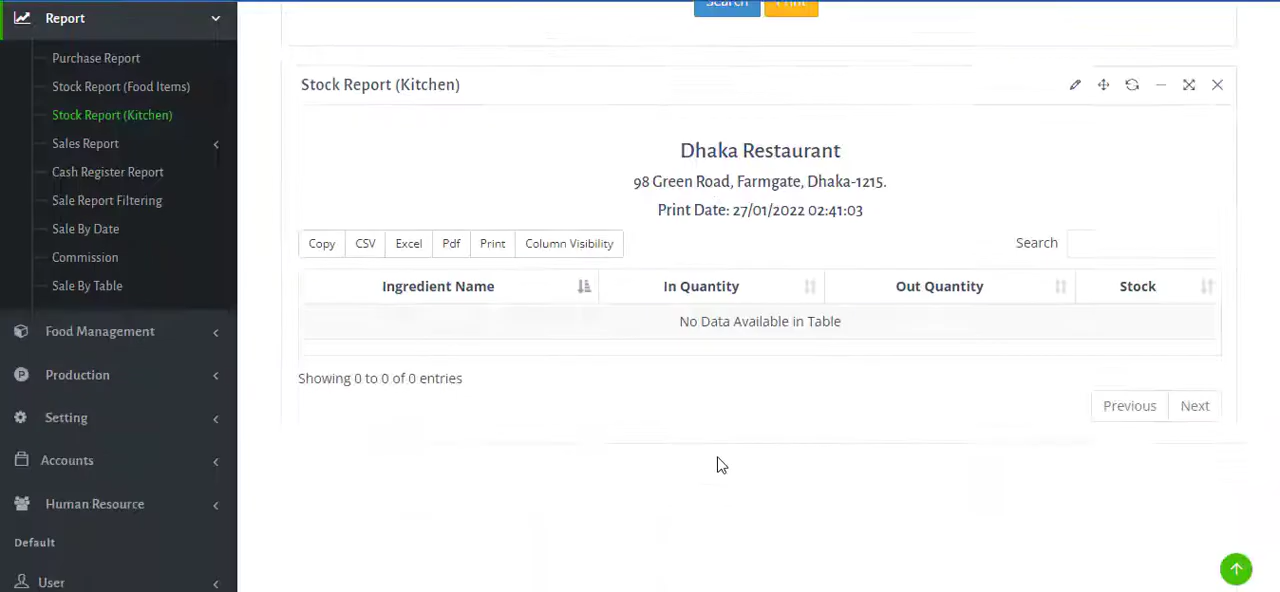 Report
Purchase Report
Stock Report (Food Items)
Stock Report (Kitchen)
Sales Report
Cash Register Report
Sale Report Filtering
Sale By Date
Commission
Sale By Table
Food Management
Production
Setting
Accounts
Human Resource
Default
User
Search Print
Stock Report (Kitchen)
Dhaka Restaurant
98 Green Road, Farmgate, Dhaka-1215.
Print Date: 27/01/2022 02:41:03
Copy CSV Excel Pdf Print Column Visibility Search
Ingredient Name In Quantity Out Quantity Stock
No Data Available in Table
Showing 0 to 0 of 0 entries
Previous Next